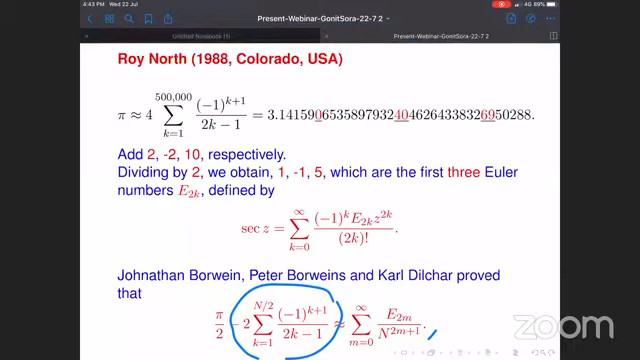 4:43 PM Wed 22 Jul
Present-Webinar-GonitSora-22-7 2
4G 89%
Untitled Notebook (1)
Present-Webinar-GonitSora-22-7 2
Roy North (1988, Colorado, USA)
π ≈ 4 ∑_{k=1}^{500,000} (-1)^{k+1} / (2k − 1) = 3.14159065358979324046264338326950288.
Add 2, -2, 10, respectively.
Dividing by 2, we obtain, 1, -1, 5, which are the first three Euler
numbers E_{2k}, defined by
sec z = ∑_{k=0}^{∞} (-1)^k E_{2k} z^{2k} / (2k)! .
Johnathan Borwein, Peter Borweins and Karl Dilchar proved
that
π/2 − 2 ∑_{k=1}^{N/2} (-1)^{k+1} / (2k − 1) ≈ ∑_{m=0}^{∞} E_{2m} / N^{2m+1} .
zoom